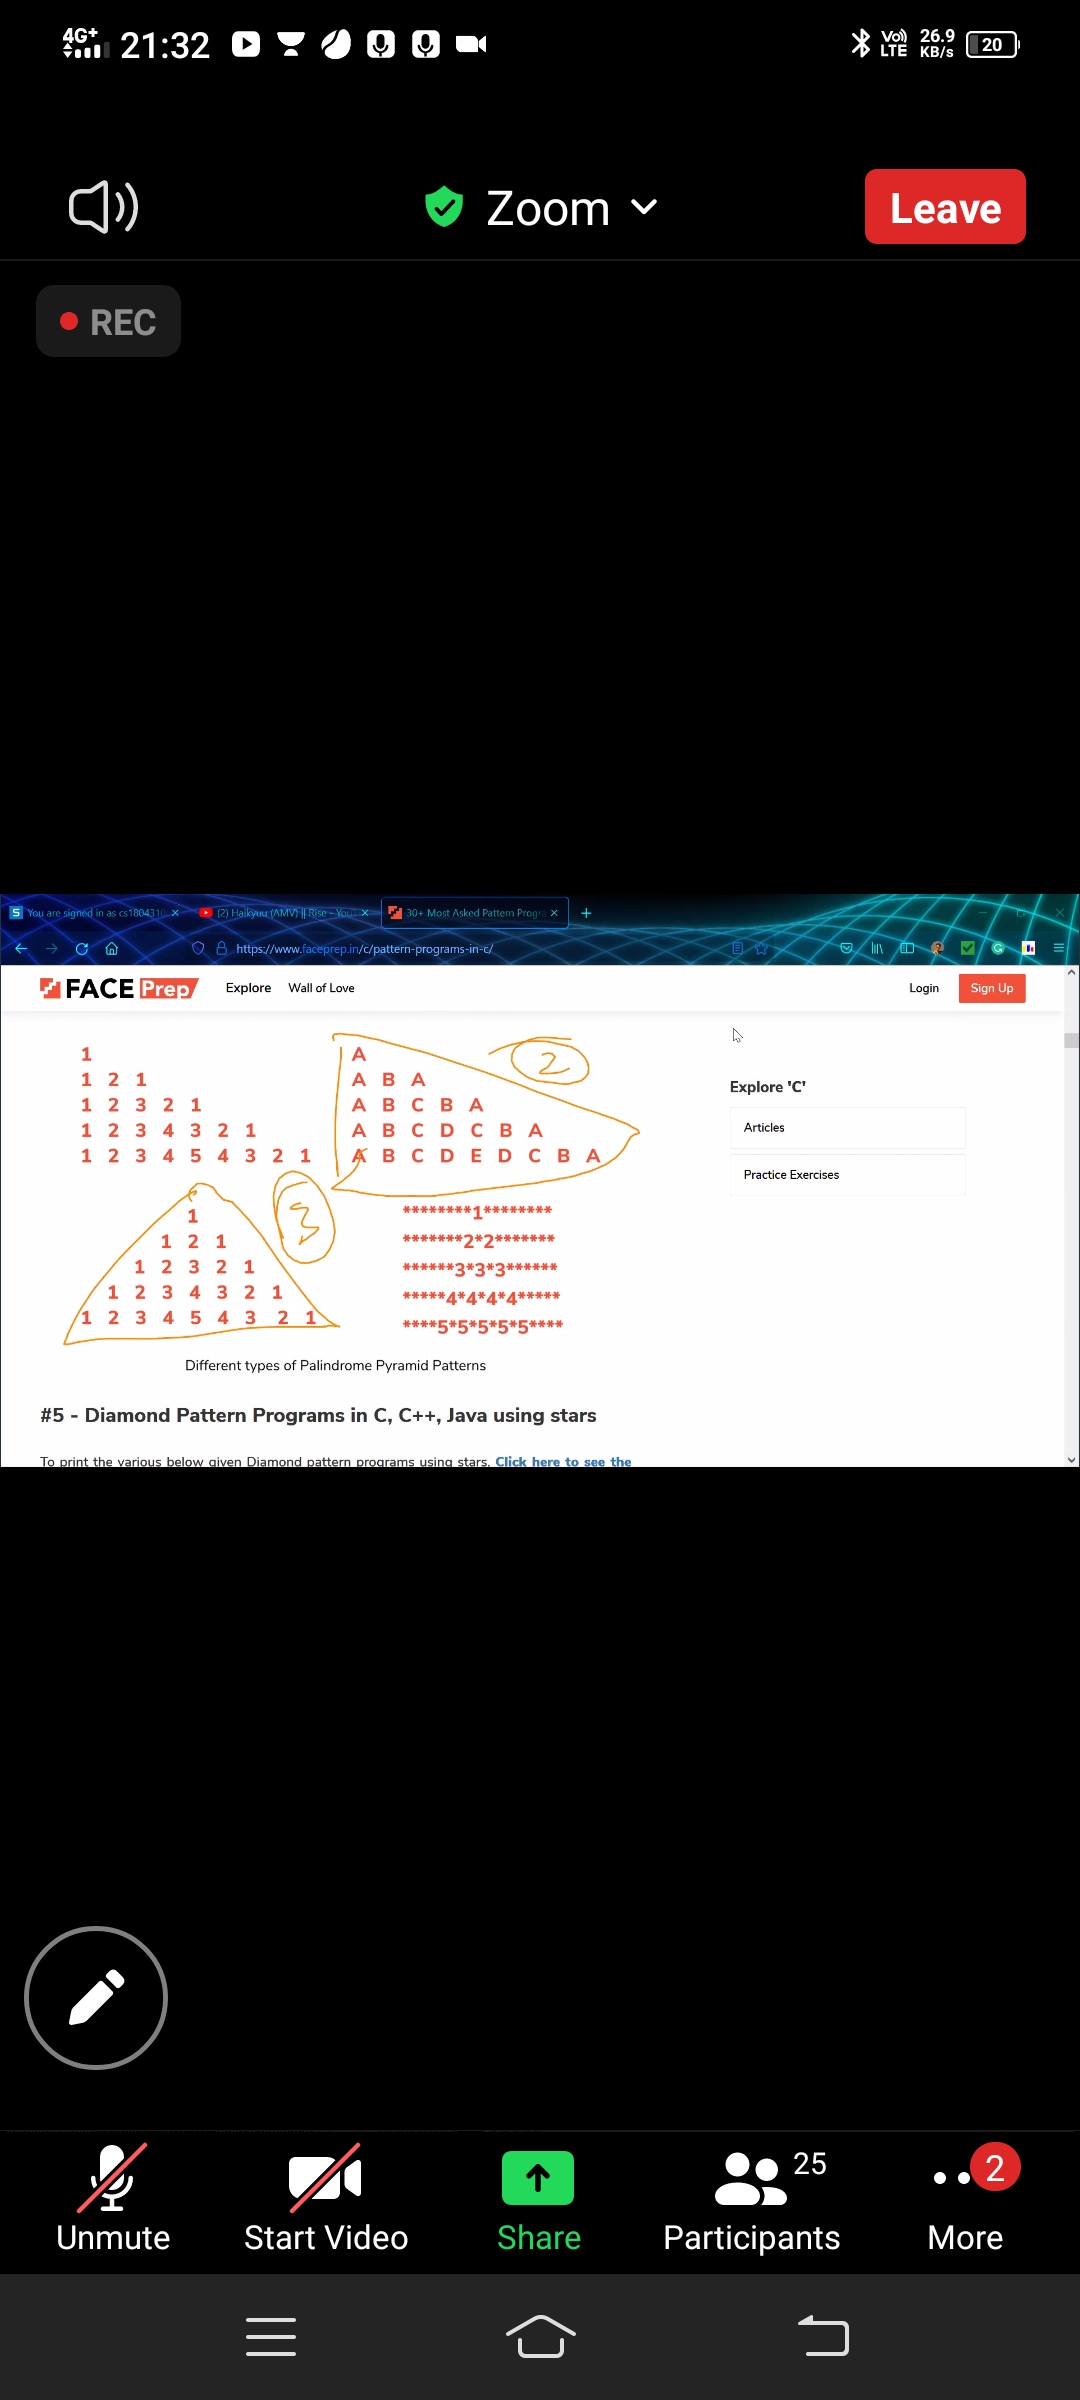 4G+ 21:32 Vo)) LTE 26.9 KB/s 20
Zoom Leave
REC
You are signed in as cs1804310 (2) Haikyuu (AMV) || Rise - You 30+ Most Asked Pattern Progr
https://www.faceprep.in/c/pattern-programs-in-c/
FACE Prep Explore Wall of Love Login Sign Up
1
1 2 1
1 2 3 2 1
1 2 3 4 3 2 1
1 2 3 4 5 4 3 2 1
A
A B A
A B C B A
A B C D C B A
A B C D E D C B A
2
1
1 2 1
1 2 3 2 1
1 2 3 4 3 2 1
1 2 3 4 5 4 3 2 1
3
********1********
*******2*2*******
******3*3*3******
*****4*4*4*4*****
****5*5*5*5*5****
Different types of Palindrome Pyramid Patterns
Explore 'C'
Articles
Practice Exercises
#5 - Diamond Pattern Programs in C, C++, Java using stars
To print the various below given Diamond pattern programs using stars. Click here to see the
Unmute Start Video Share Participants 25 More 2